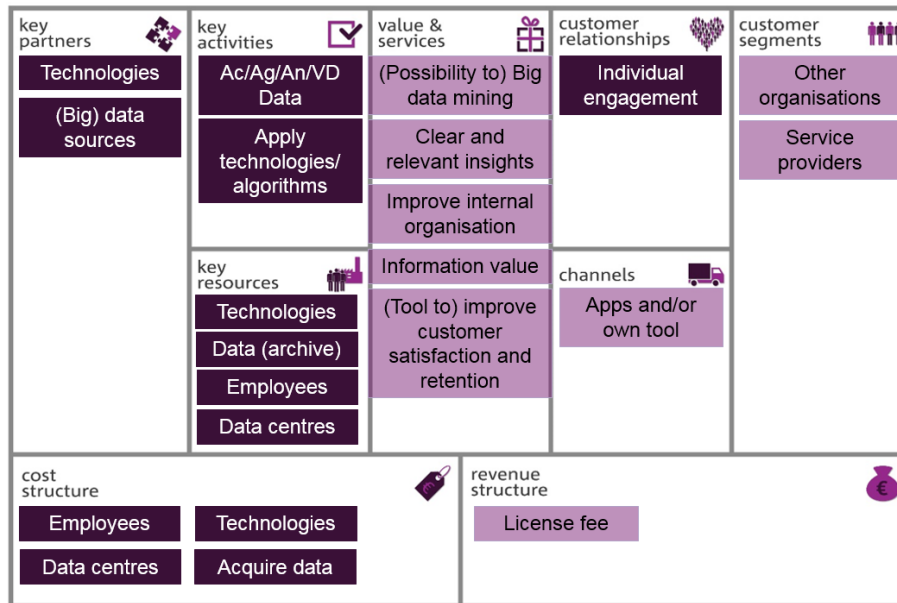 key
partners
Technologies
(Big) data
sources
key
activities
Ac/Ag/An/VD
Data
Apply
technologies/
algorithms
key
resources
Technologies
Data (archive)
Employees
Data centres
value &
services
(Possibility to) Big
data mining
Clear and
relevant insights
Improve internal
organisation
Information value
(Tool to) improve
customer
satisfaction and
retention
customer
relationships
Individual
engagement
channels
Apps and/or
own tool
customer
segments
Other
organisations
Service
providers
cost
structure
Employees
Technologies
Data centres
Acquire data
€
revenue
structure
License fee
€